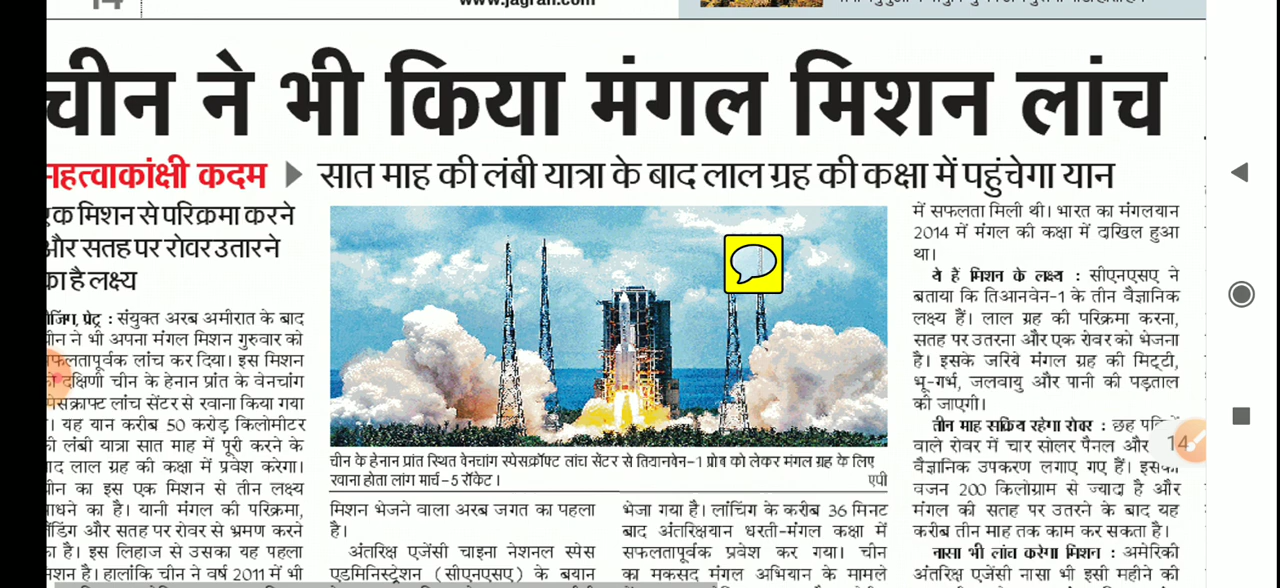 14
www.jagran.com
चीन ने भी किया मंगल मिशन लांच
महत्वाकांक्षी कदम ▶ सात माह की लंबी यात्रा के बाद लाल ग्रह की कक्षा में पहुंचेगा यान
एक मिशन से परिक्रमा करने
और सतह पर रोवर उतारने
का है लक्ष्य
प्रेट्र : संयुक्त अरब अमीरात के बाद
चीन ने भी अपना मंगल मिशन गुरुवार को
सफलतापूर्वक लांच कर दिया। इस मिशन
दक्षिणी चीन के हेनान प्रांत के वेनचांग
स्पेसक्राफ्ट लांच सेंटर से रवाना किया गया
। यह यान करीब 50 करोड़ किलोमीटर
की लंबी यात्रा सात माह में पूरी करने के
बाद लाल ग्रह की कक्षा में प्रवेश करेगा।
चीन का इस एक मिशन से तीन लक्ष्य
साधने का है। यानी मंगल की परिक्रमा,
लैंडिंग और सतह पर रोवर से भ्रमण करने
का है। इस लिहाज से उसका यह पहला
मिशन है। हालांकि चीन ने वर्ष 2011 में भी
चीन के हेनान प्रांत स्थित वेनचांग स्पेसक्रॉफ्ट लांच सेंटर से तियानवेन-1 प्रोब को लेकर मंगल ग्रह के लिए
रवाना होता लांग मार्च-5 रॉकेट। एपी
मिशन भेजने वाला अरब जगत का पहला
है।
अंतरिक्ष एजेंसी चाइना नेशनल स्पेस
एडमिनिस्ट्रेशन (सीएनएसए) के बयान
भेजा गया है। लांचिंग के करीब 36 मिनट
बाद अंतरिक्षयान धरती-मंगल कक्षा में
सफलतापूर्वक प्रवेश कर गया। चीन
का मकसद मंगल अभियान के मामले
में सफलता मिली थी। भारत का मंगलयान
2014 में मंगल की कक्षा में दाखिल हुआ
था।
ये हैं मिशन के लक्ष्य : सीएनएसए ने
बताया कि तिआनवेन-1 के तीन वैज्ञानिक
लक्ष्य हैं। लाल ग्रह की परिक्रमा करना,
सतह पर उतरना और एक रोवर को भेजना
है। इसके जरिये मंगल ग्रह की मिट्टी,
भू-गर्भ, जलवायु और पानी की पड़ताल
की जाएगी।
तीन माह सक्रिय रहेगा रोवर : छह
वाले रोवर में चार सोलर पैनल और
14
वैज्ञानिक उपकरण लगाए गए हैं। इसका
वजन 200 किलोग्राम से ज्यादा है और
मंगल की सतह पर उतरने के बाद यह
करीब तीन माह तक काम कर सकता है।
नासा भी लांच करेगा मिशन : अमेरिकी
अंतरिक्ष एजेंसी नासा भी इसी महीने की